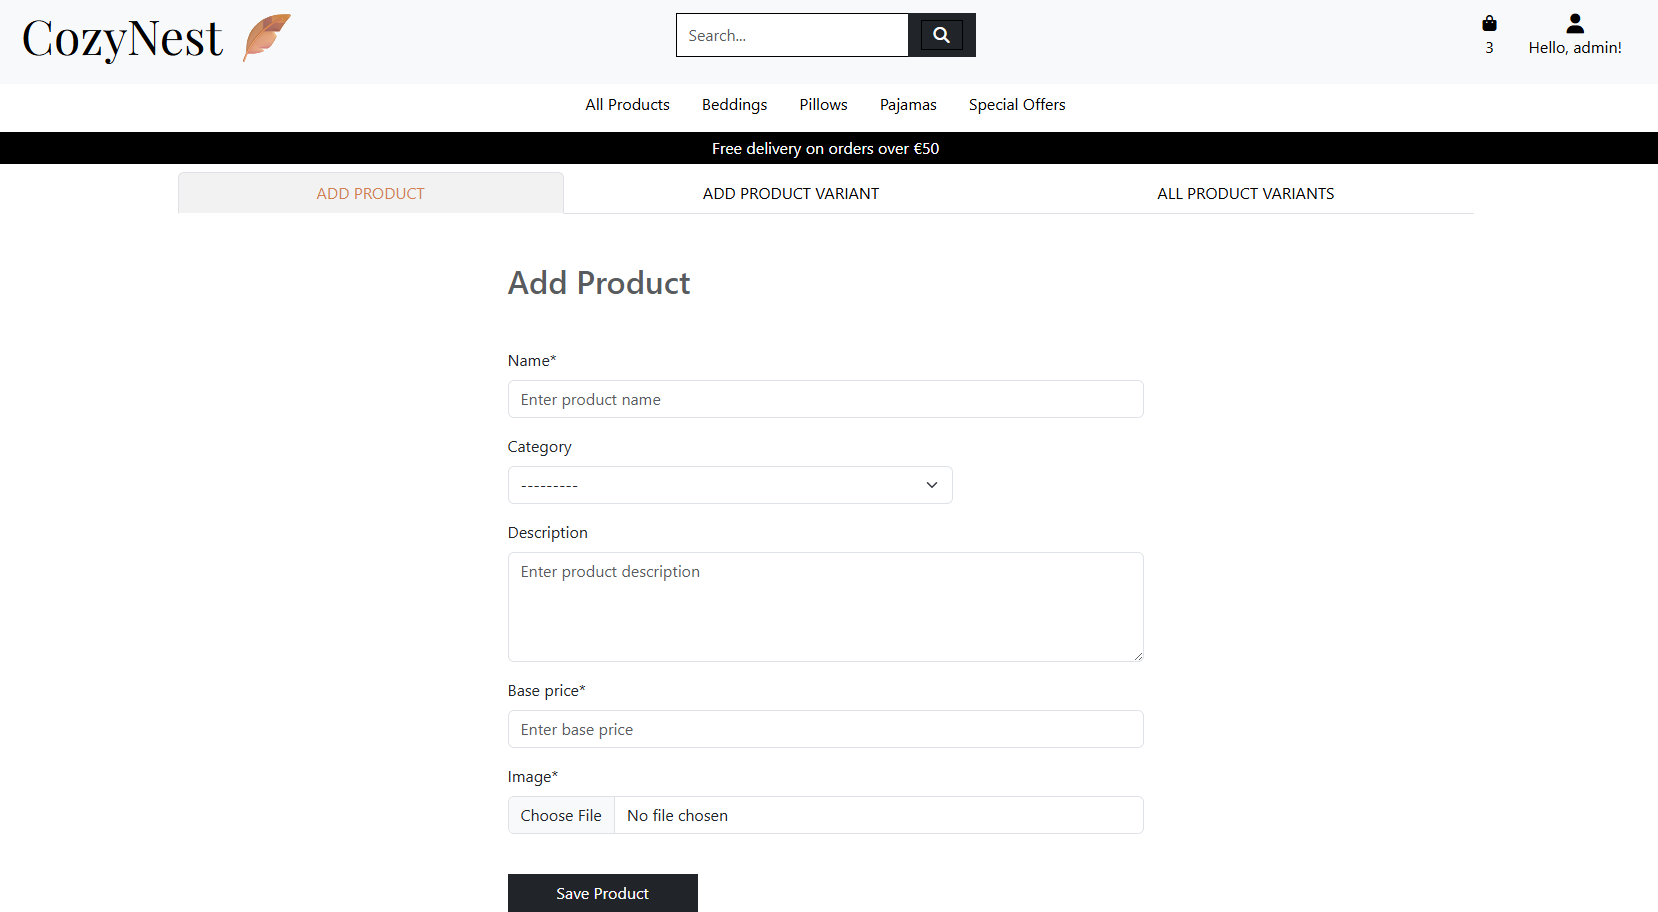 CozyNest
Search...
3
Hello, admin!
All Products Beddings Pillows Pajamas Special Offers
Free delivery on orders over €50
ADD PRODUCT ADD PRODUCT VARIANT ALL PRODUCT VARIANTS
Add Product
Name*
Enter product name
Category
---------
Description
Enter product description
Base price*
Enter base price
Image*
Choose File No file chosen
Save Product